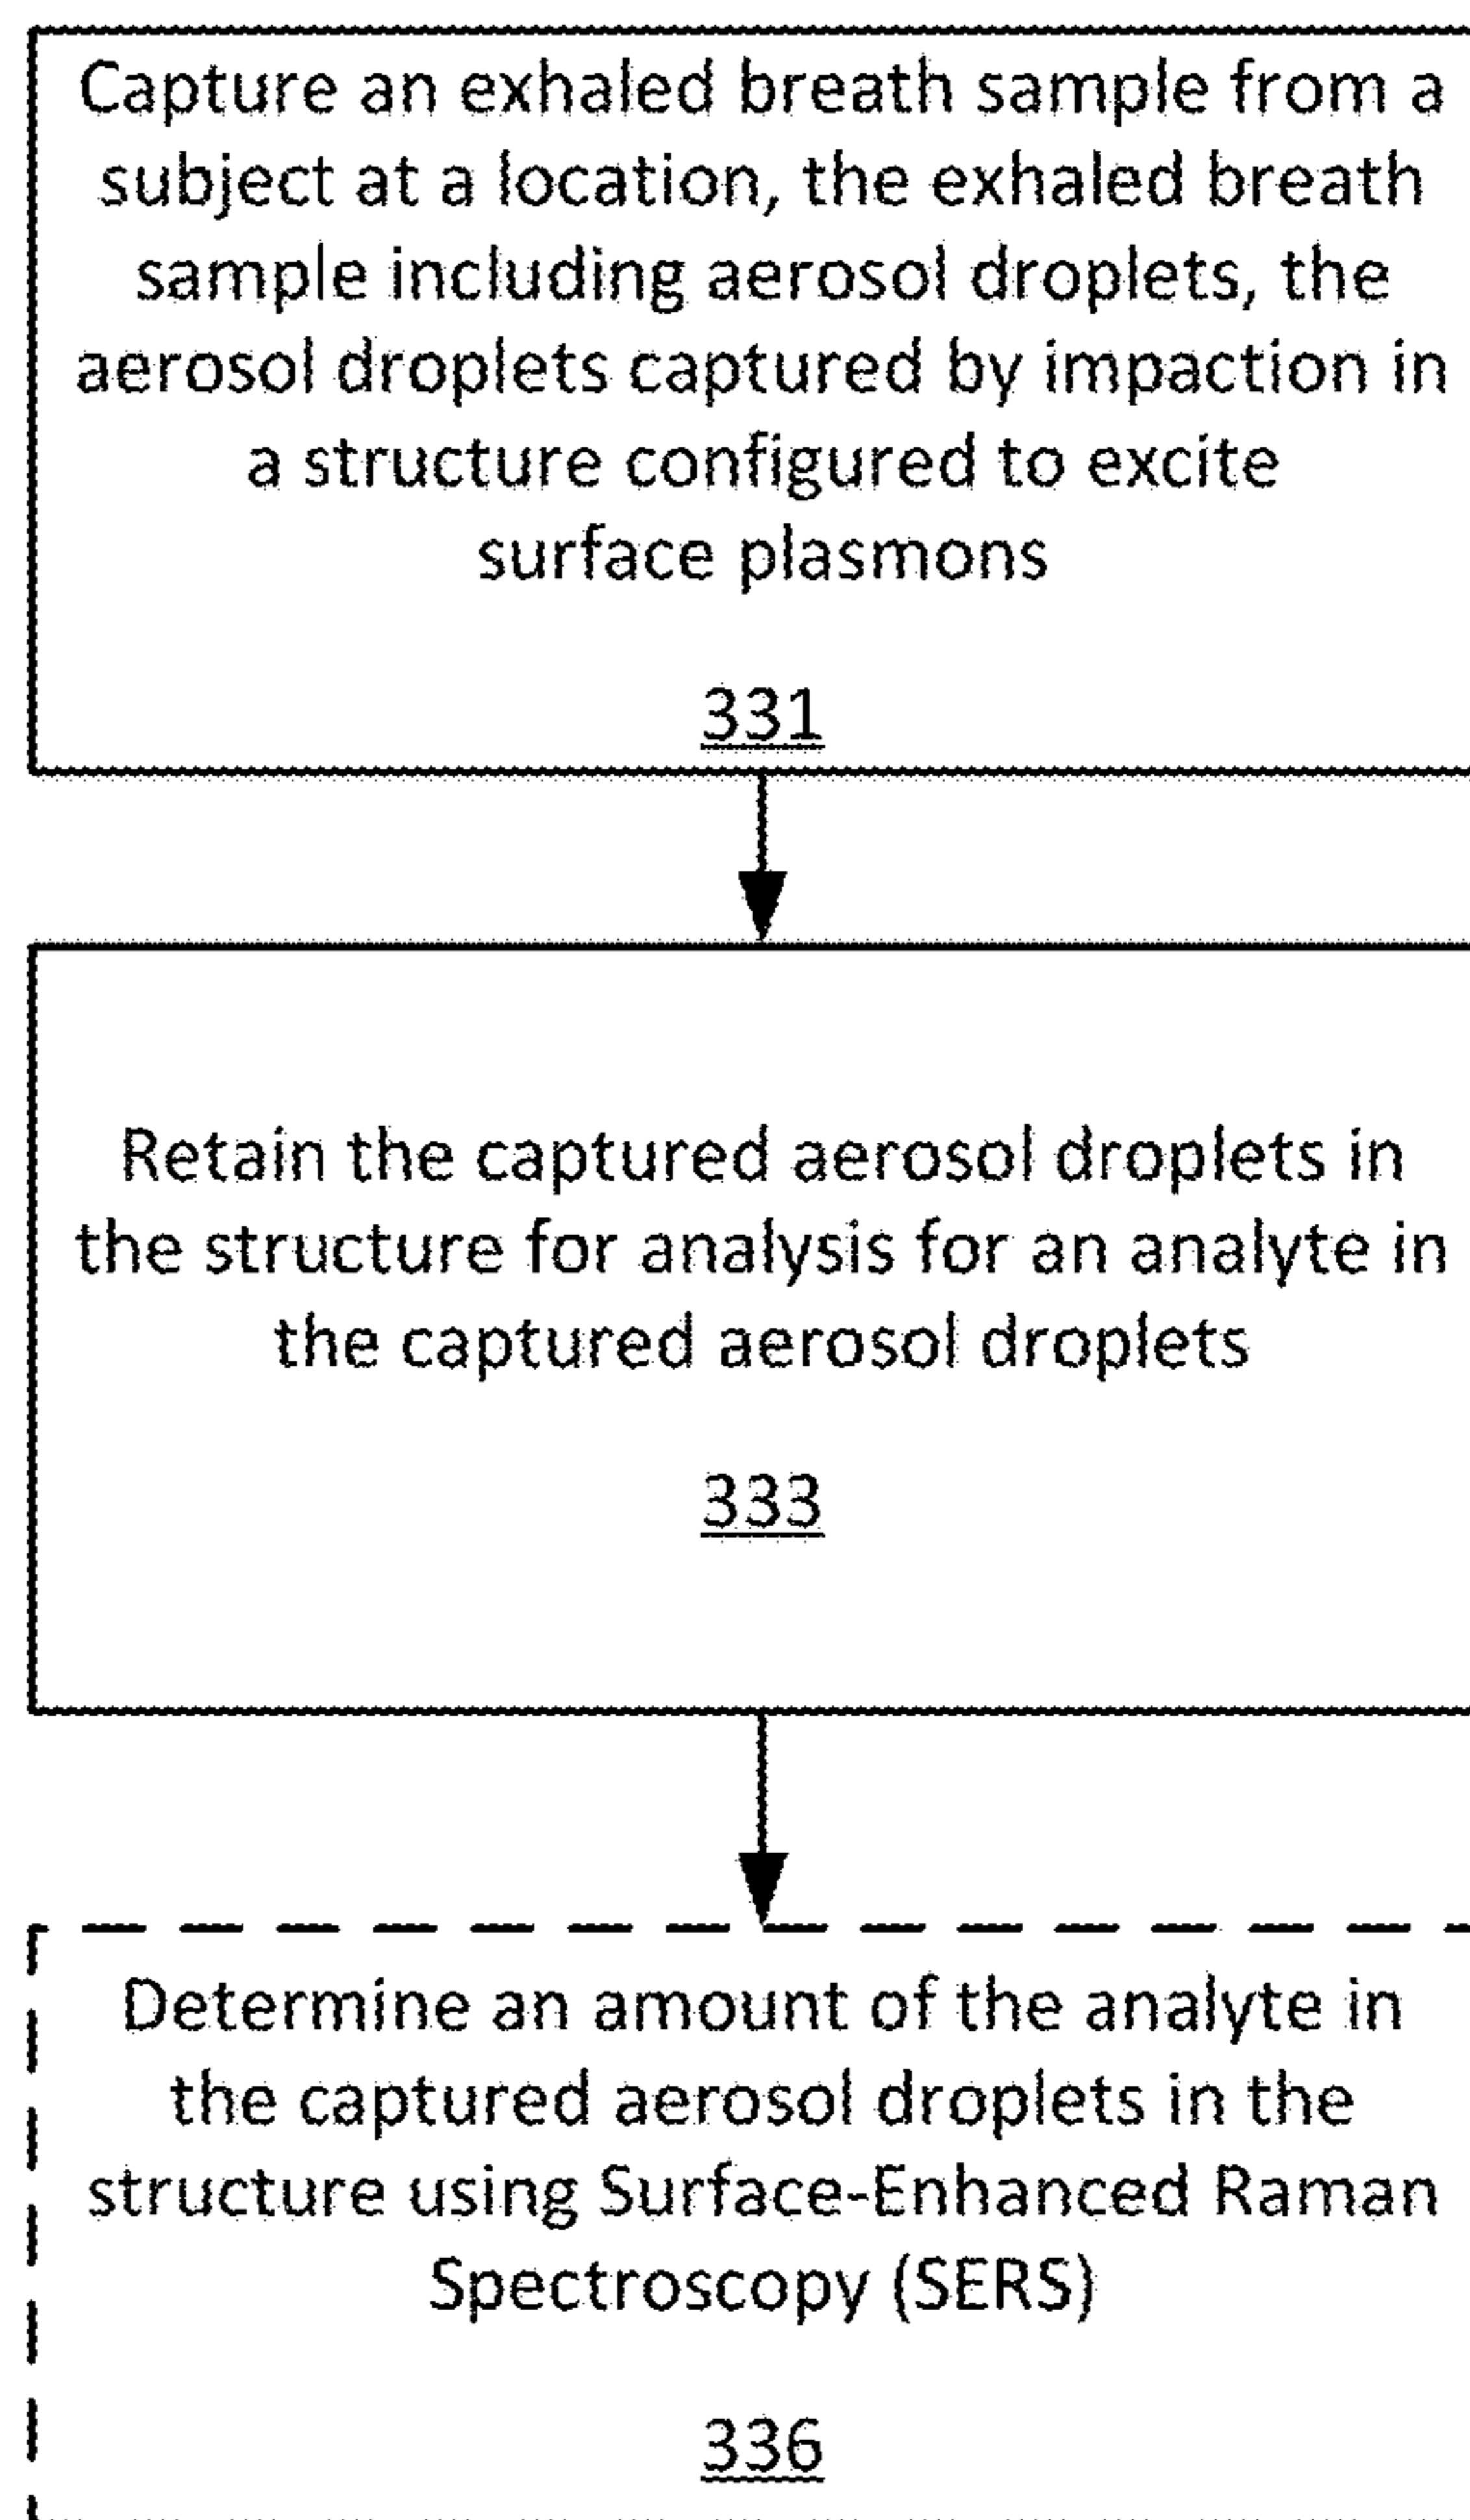 Capture an exhaled breath sample from a
subject at a location, the exhaled breath
sample including aerosol droplets, the
aerosol droplets captured by impaction in
a structure configured to excite
surface plasmons
331
Retain the captured aerosol droplets in
the structure for analysis for an analyte in
the captured aerosol droplets
333
Determine an amount of the analyte in
the captured aerosol droplets in the
structure using Surface-Enhanced Raman
Spectroscopy (SERS)
336